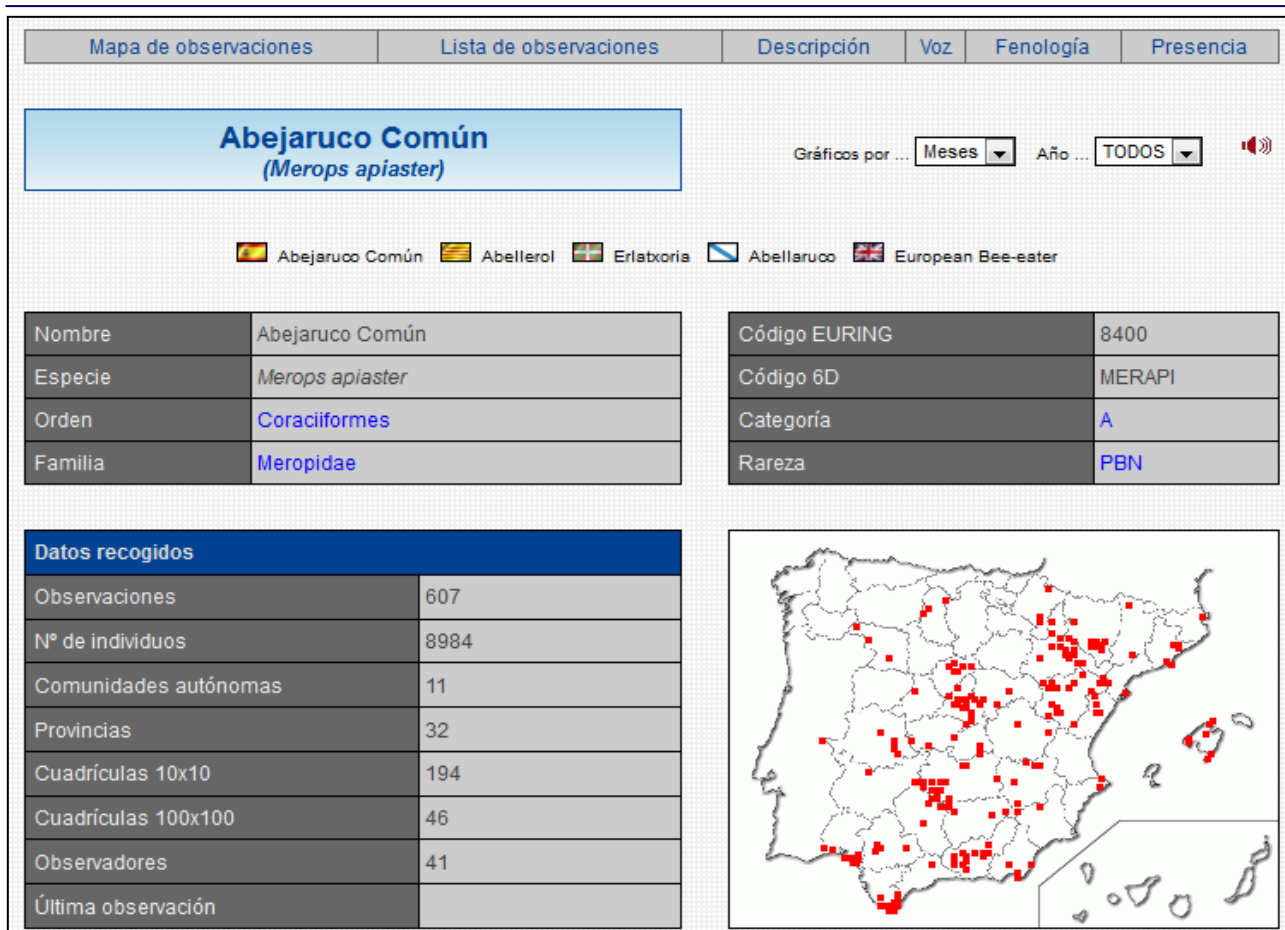 Mapa de observaciones Lista de observaciones Descripción Voz Fenología Presencia
Abejaruco Común
(Merops apiaster)
Gráficos por ... Meses Año ... TODOS
Abejaruco Común Abellerol Erlatxoria Abellaruco European Bee-eater
Nombre Abejaruco Común
Especie Merops apiaster
Orden Coraciiformes
Familia Meropidae
Código EURING 8400
Código 6D MERAPI
Categoría A
Rareza PBN
Datos recogidos
Observaciones 607
Nº de individuos 8984
Comunidades autónomas 11
Provincias 32
Cuadrículas 10x10 194
Cuadrículas 100x100 46
Observadores 41
Última observación